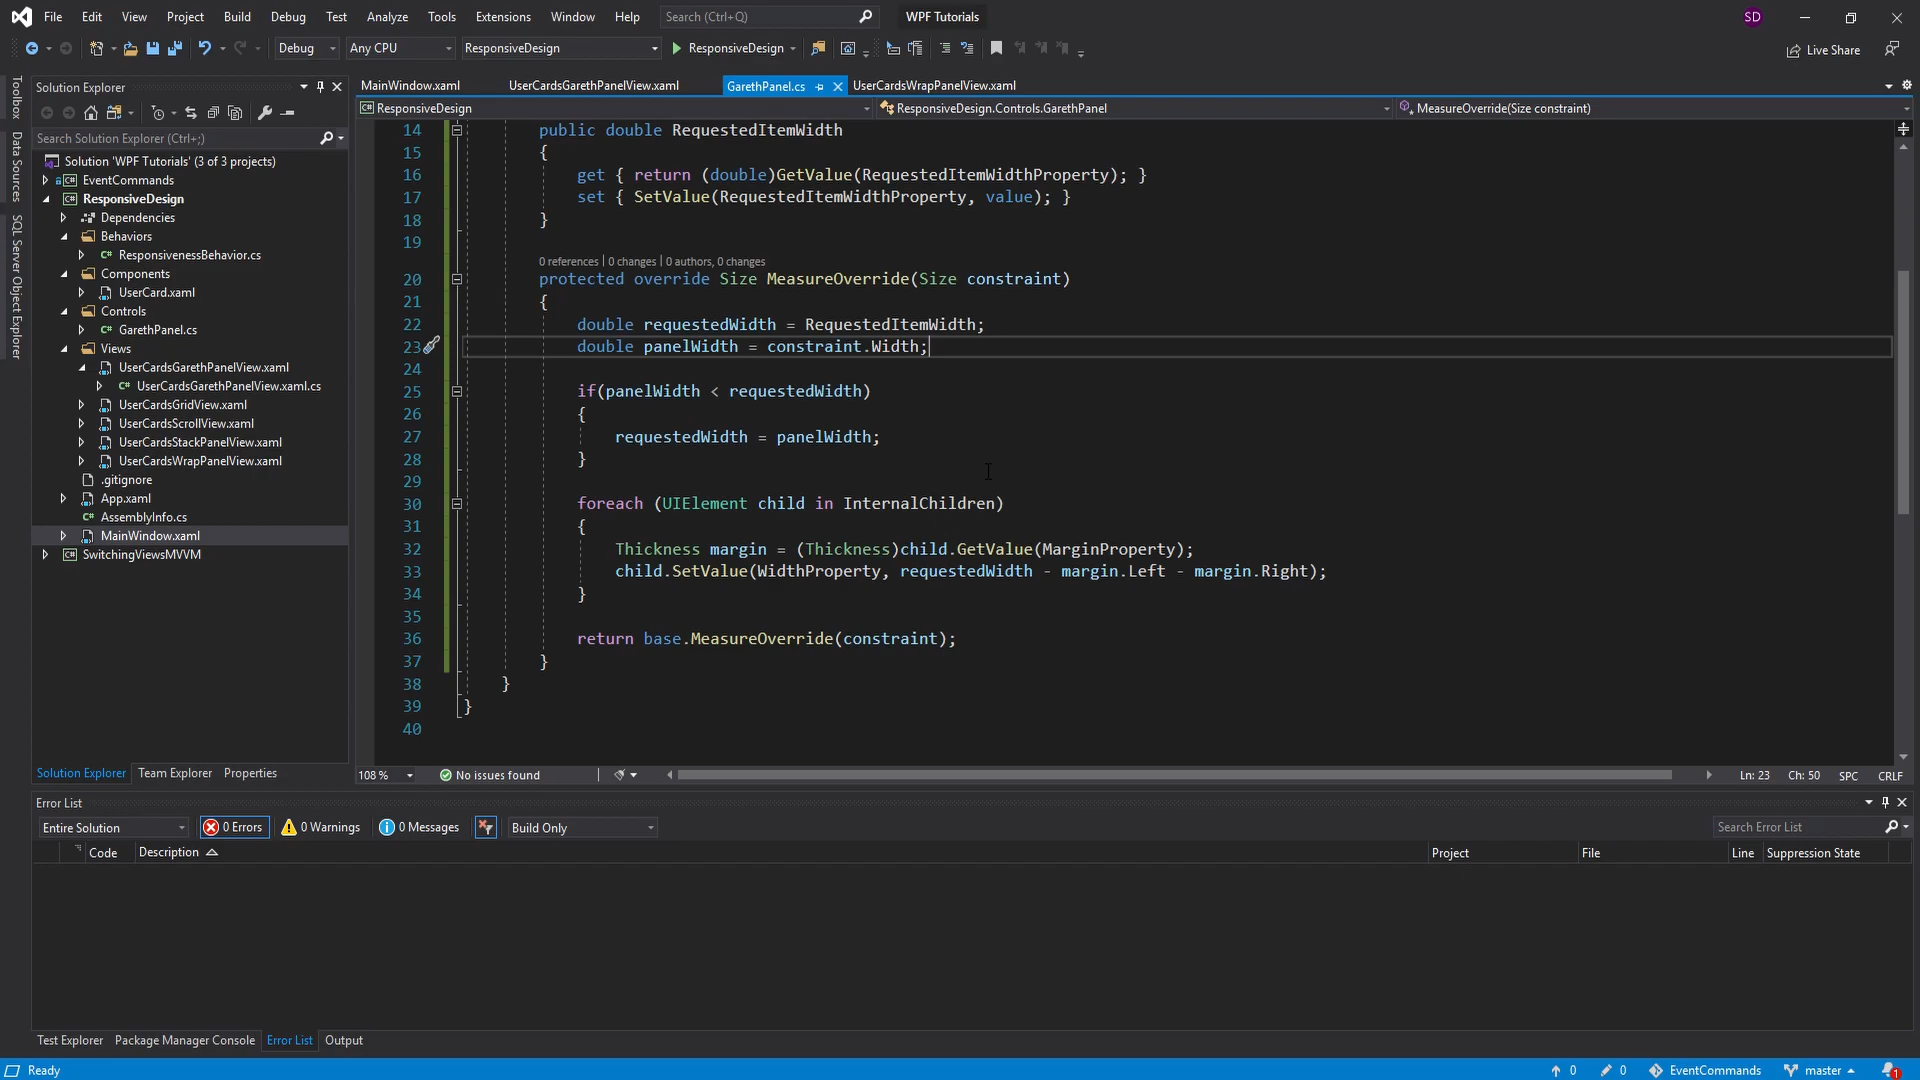 File Edit View Project Build Debug Test Analyze Tools Extensions Window Help Search (Ctrl+Q) WPF Tutorials SD
Debug Any CPU ResponsiveDesign ResponsiveDesign Live Share
Toolbox
Data Sources
SQL Server Object Explorer
Solution Explorer
Search Solution Explorer (Ctrl+;)
Solution 'WPF Tutorials' (3 of 3 projects)
EventCommands
ResponsiveDesign
Dependencies
Behaviors
ResponsivenessBehavior.cs
Components
UserCard.xaml
Controls
GarethPanel.cs
Views
UserCardsGarethPanelView.xaml
UserCardsGarethPanelView.xaml.cs
UserCardsGridView.xaml
UserCardsScrollView.xaml
UserCardsStackPanelView.xaml
UserCardsWrapPanelView.xaml
.gitignore
App.xaml
AssemblyInfo.cs
MainWindow.xaml
SwitchingViewsMVVM
Solution Explorer Team Explorer Properties
MainWindow.xaml UserCardsGarethPanelView.xaml GarethPanel.cs UserCardsWrapPanelView.xaml
ResponsiveDesign ResponsiveDesign.Controls.GarethPanel MeasureOverride(Size constraint)
14 public double RequestedItemWidth
15 {
16 get { return (double)GetValue(RequestedItemWidthProperty); }
17 set { SetValue(RequestedItemWidthProperty, value); }
18 }
19
0 references | 0 changes | 0 authors, 0 changes
20 protected override Size MeasureOverride(Size constraint)
21 {
22 double requestedWidth = RequestedItemWidth;
23 double panelWidth = constraint.Width;
24
25 if(panelWidth < requestedWidth)
26 {
27 requestedWidth = panelWidth;
28 }
29
30 foreach (UIElement child in InternalChildren)
31 {
32 Thickness margin = (Thickness)child.GetValue(MarginProperty);
33 child.SetValue(WidthProperty, requestedWidth - margin.Left - margin.Right);
34 }
35
36 return base.MeasureOverride(constraint);
37 }
38 }
39 }
40
108 % No issues found Ln: 23 Ch: 50 SPC CRLF
Error List
Entire Solution 0 Errors 0 Warnings 0 Messages Build Only Search Error List
Code Description Project File Line Suppression State
Test Explorer Package Manager Console Error List Output
Ready 0 0 EventCommands master 1